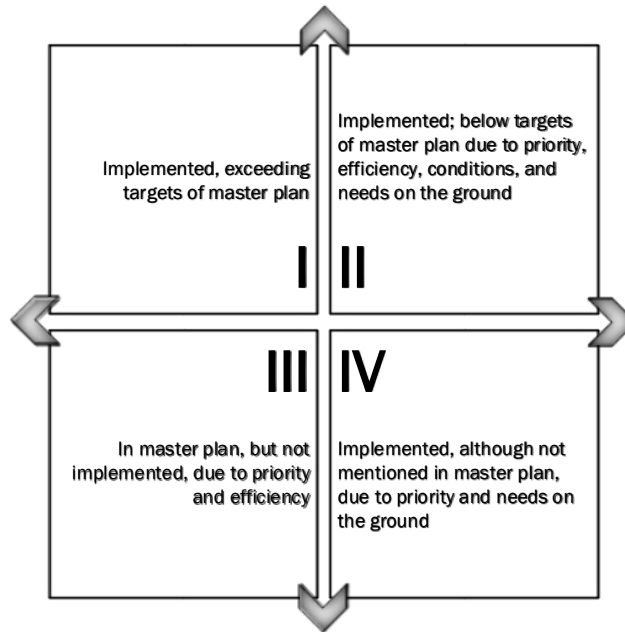 Implemented, exceeding
targets of master plan
I
Implemented; below targets
of master plan due to priority,
efficiency, conditions, and
needs on the ground
II
III
In master plan, but not
implemented, due to priority
and efficiency
IV
Implemented, although not
mentioned in master plan,
due to priority and needs on
the ground